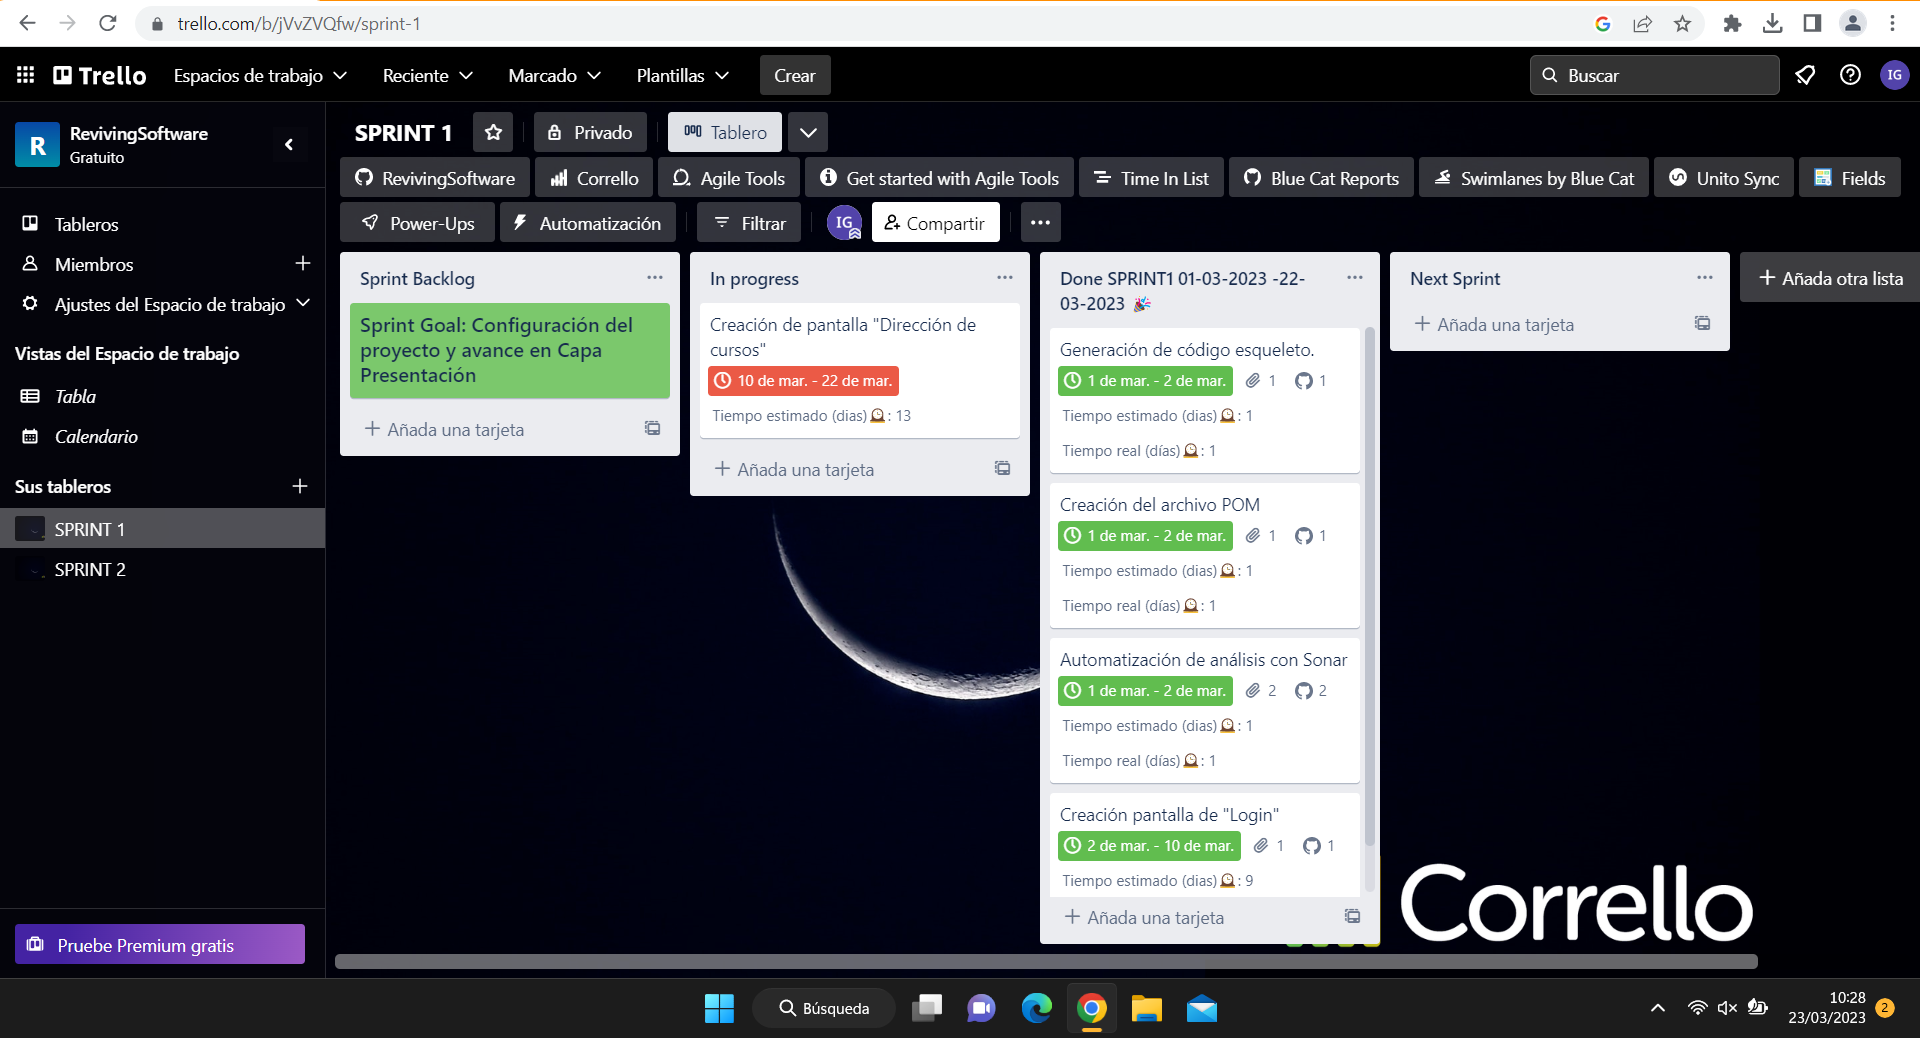 trello.com/b/jVvZVQfw/sprint-1
Trello
Espacios de trabajo
Reciente
Marcado
Plantillas
Crear
Buscar
IG
R
RevivingSoftware
Gratuito
SPRINT 1
Privado
Tablero
RevivingSoftware
Corrello
Agile Tools
Get started with Agile Tools
Time In List
Blue Cat Reports
Swimlanes by Blue Cat
Unito Sync
Fields
Power-Ups
Automatización
Filtrar
IG
Compartir
Tableros
Miembros
Ajustes del Espacio de trabajo
Vistas del Espacio de trabajo
Tabla
Calendario
Sus tableros
SPRINT 1
SPRINT 2
Pruebe Premium gratis
Sprint Backlog
Sprint Goal: Configuración del
proyecto y avance en Capa
Presentación
Añada una tarjeta
In progress
Creación de pantalla "Dirección de
cursos"
10 de mar. - 22 de mar.
Tiempo estimado (dias) : 13
Añada una tarjeta
Done SPRINT1 01-03-2023 -22-
03-2023 🎉
Generación de código esqueleto.
1 de mar. - 2 de mar. 1 1
Tiempo estimado (dias) : 1
Tiempo real (días) : 1
Creación del archivo POM
1 de mar. - 2 de mar. 1 1
Tiempo estimado (dias) : 1
Tiempo real (días) : 1
Automatización de análisis con Sonar
1 de mar. - 2 de mar. 2 2
Tiempo estimado (dias) : 1
Tiempo real (días) : 1
Creación pantalla de "Login"
2 de mar. - 10 de mar. 1 1
Tiempo estimado (dias) : 9
Añada una tarjeta
Next Sprint
Añada una tarjeta
Añada otra lista
Corrello
Búsqueda
10:28
23/03/2023
2